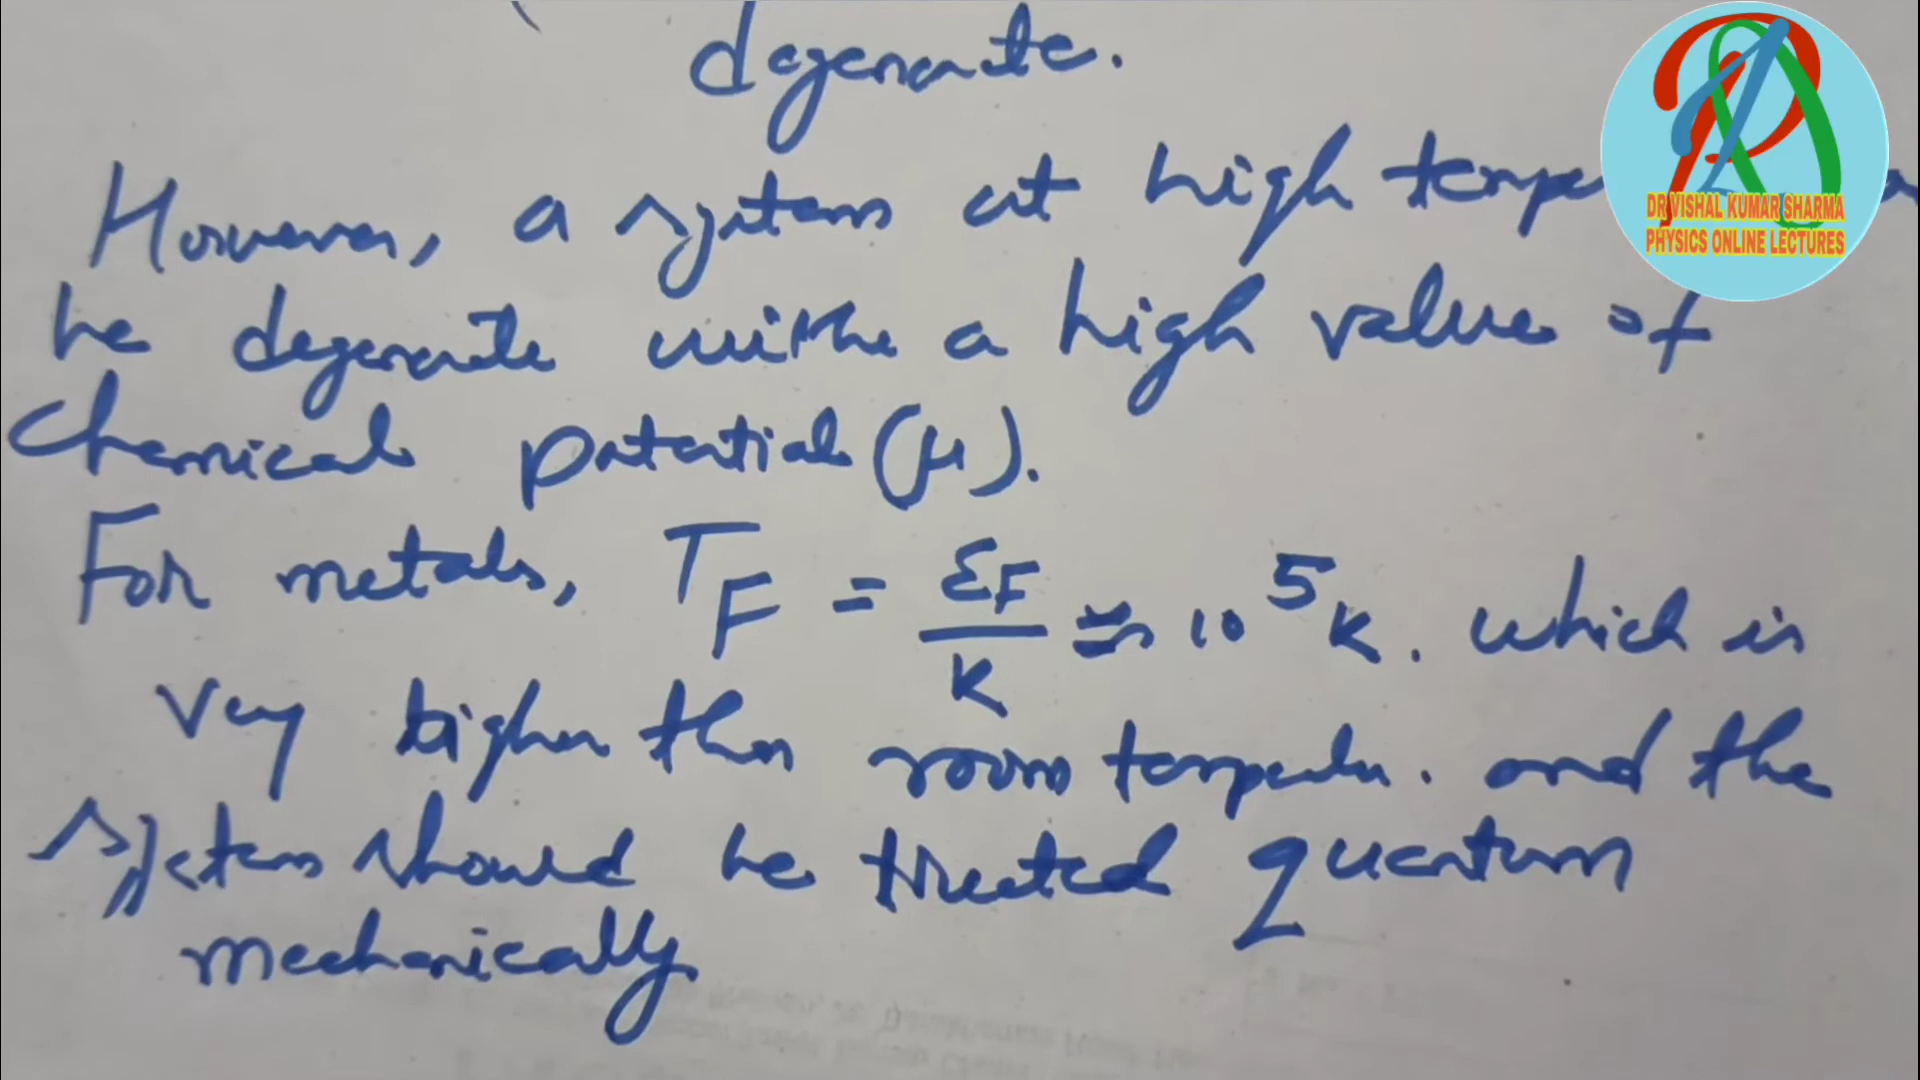 degenerate.
However, a system at high tempe
be degenerate withe a high value of
Chemical potential (μ).
For metals, T_F = ε_F / K ≈ 10^5 K. which is
very higher than room temperatu. and the
system should be treated quantum
mechanically
DR VISHAL KUMAR SHARMA
PHYSICS ONLINE LECTURES